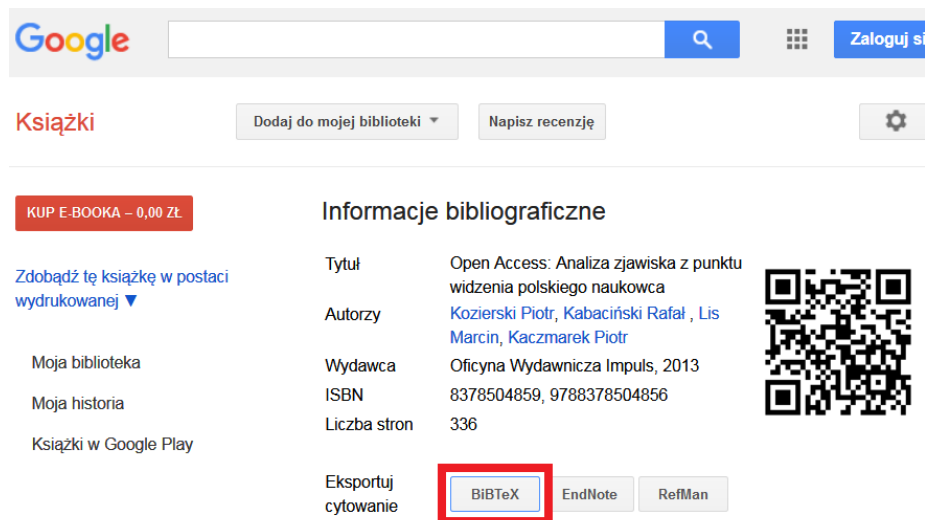 Google
Zaloguj si
Książki
Dodaj do mojej biblioteki
Napisz recenzję
KUP E-BOOKA – 0,00 ZŁ
Zdobądź tę książkę w postaci
wydrukowanej ▼
Moja biblioteka
Moja historia
Książki w Google Play
Informacje bibliograficzne
Tytuł Open Access: Analiza zjawiska z punktu
widzenia polskiego naukowca
Autorzy Kozierski Piotr, Kabaciński Rafał , Lis
Marcin, Kaczmarek Piotr
Wydawca Oficyna Wydawnicza Impuls, 2013
ISBN 8378504859, 9788378504856
Liczba stron 336
Eksportuj
cytowanie
BiBTeX EndNote RefMan